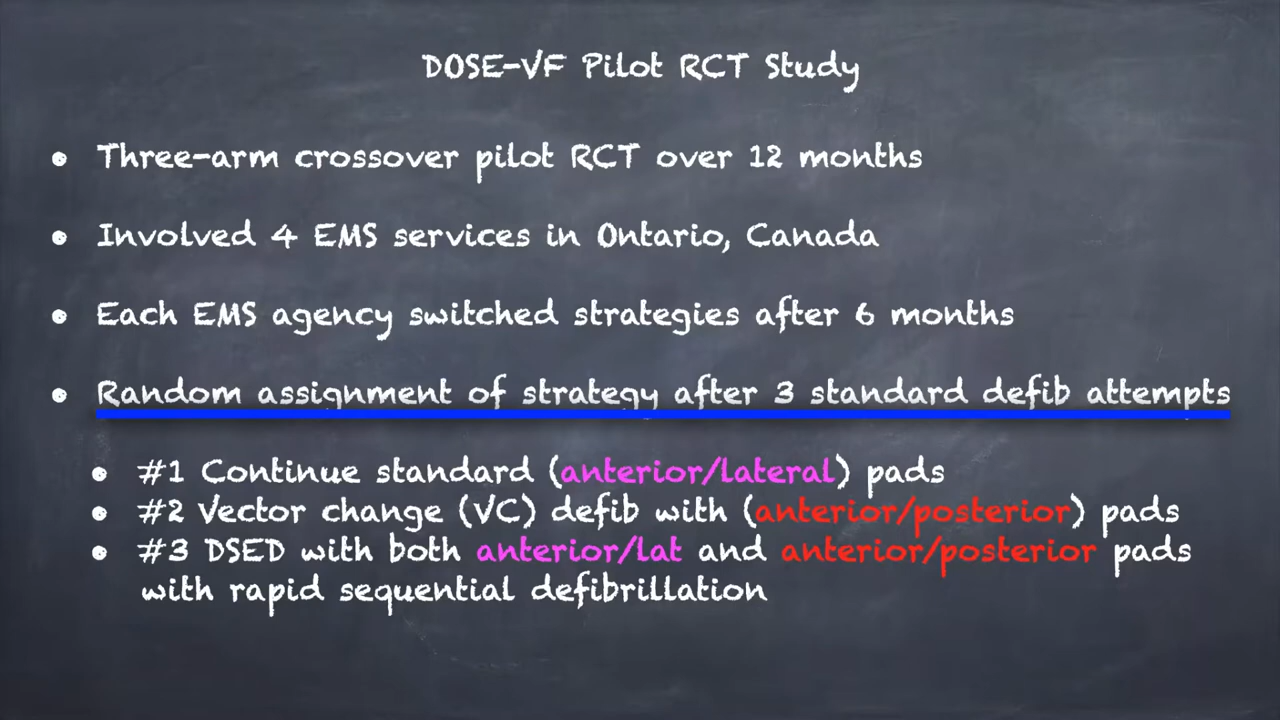 DOSE-VF Pilot RCT Study
• Three-arm crossover pilot RCT over 12 months
• Involved 4 EMS services in Ontario, Canada
• Each EMS agency switched strategies after 6 months
• Random assignment of strategy after 3 standard defib attempts
• #1 Continue standard (anterior/lateral) pads
• #2 Vector change (VC) defib with (anterior/posterior) pads
• #3 DSED with both anterior/lat and anterior/posterior pads
with rapid sequential defibrillation